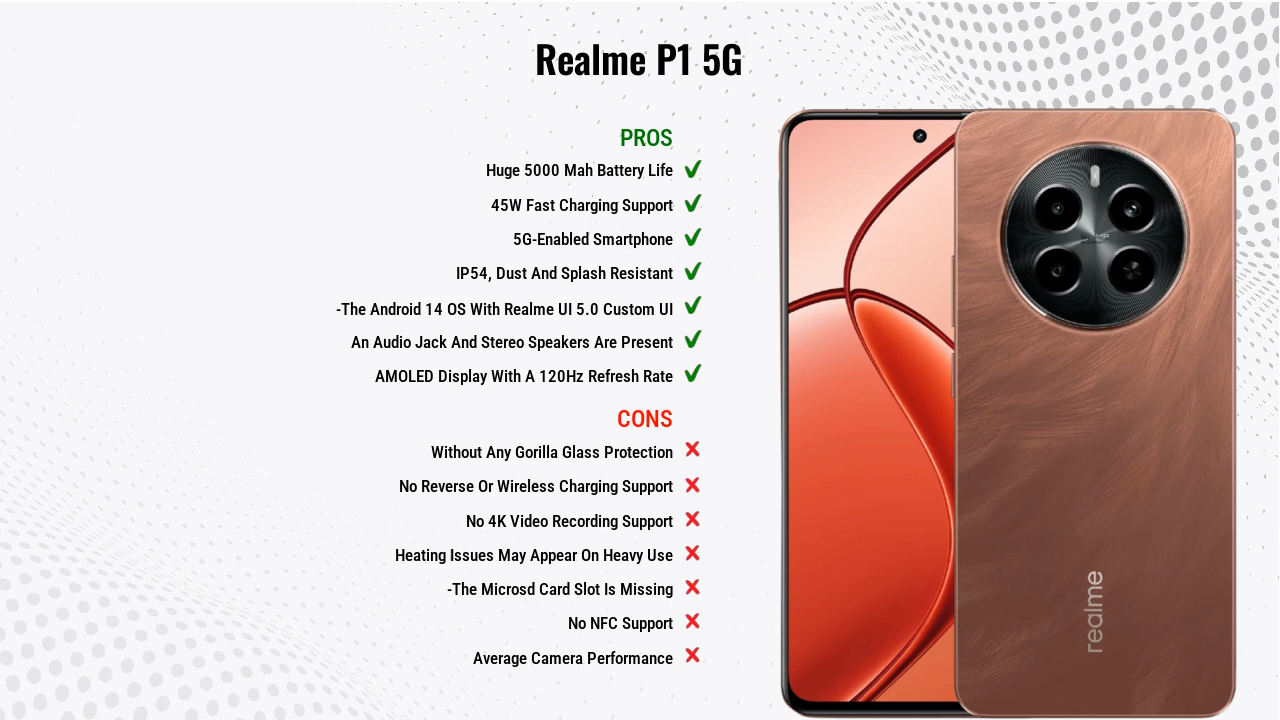 Realme P1 5G
PROS
Huge 5000 Mah Battery Life
45W Fast Charging Support
5G-Enabled Smartphone
IP54, Dust And Splash Resistant
-The Android 14 OS With Realme UI 5.0 Custom UI
An Audio Jack And Stereo Speakers Are Present
AMOLED Display With A 120Hz Refresh Rate
CONS
Without Any Gorilla Glass Protection
No Reverse Or Wireless Charging Support
No 4K Video Recording Support
Heating Issues May Appear On Heavy Use
-The Microsd Card Slot Is Missing
No NFC Support
Average Camera Performance
realme